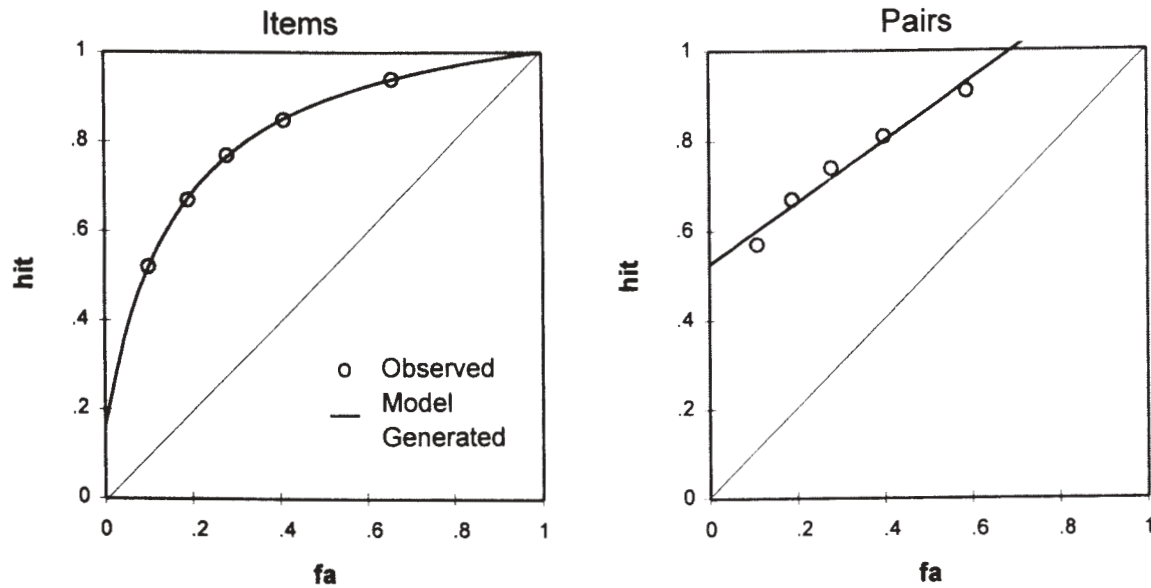 Items
1
.8
.6
.4
.2
0
hit
0
.2
.4
.6
.8
1
fa
Observed
Model
Generated
Pairs
1
.8
.6
.4
.2
0
hit
0
.2
.4
.6
.8
1
fa